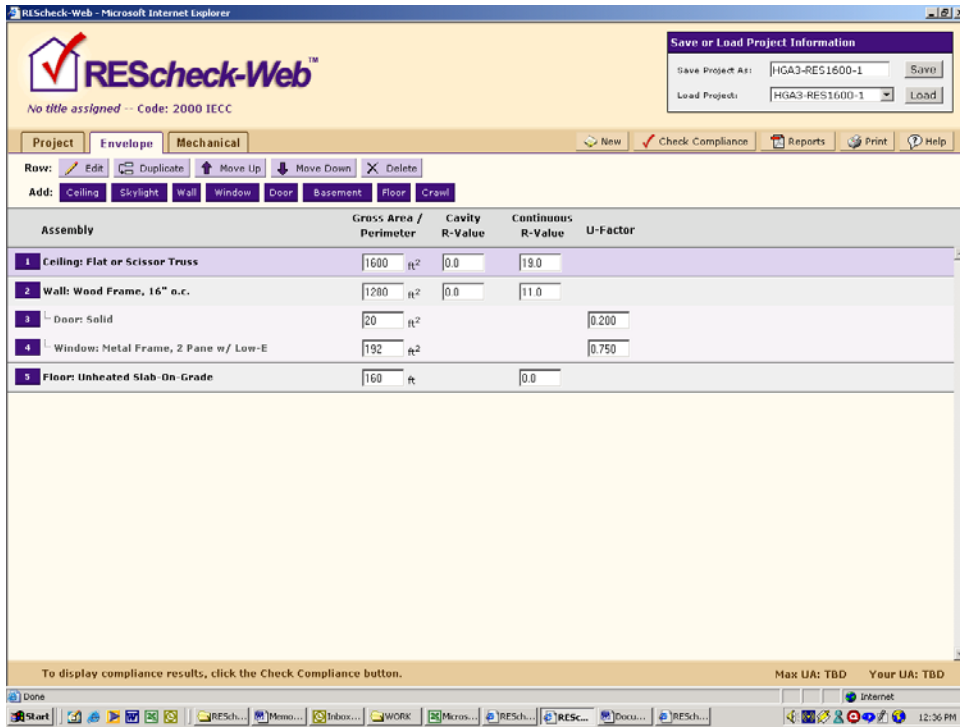 REScheck-Web - Microsoft Internet Explorer
REScheck-Web™
No title assigned -- Code: 2000 IECC
Save or Load Project Information
Save Project As: HGA3-RES1600-1 Save
Load Project: HGA3-RES1600-1 Load
Project Envelope Mechanical New Check Compliance Reports Print Help
Row: Edit Duplicate Move Up Move Down Delete
Add: Ceiling Skylight Wall Window Door Basement Floor Crawl
Assembly Gross Area / Perimeter Cavity R-Value Continuous R-Value U-Factor
1 Ceiling: Flat or Scissor Truss 1600 ft2 0.0 19.0
2 Wall: Wood Frame, 16" o.c. 1280 ft2 0.0 11.0
3 Door: Solid 20 ft2 0.200
4 Window: Metal Frame, 2 Pane w/ Low-E 192 ft2 0.750
5 Floor: Unheated Slab-On-Grade 160 ft 0.0
To display compliance results, click the Check Compliance button. Max UA: TBD Your UA: TBD
Done Internet
Start RESch... Memo... Inbox... WORK Micros... RESch... RESc... Docu... RESch... 12:36 PM